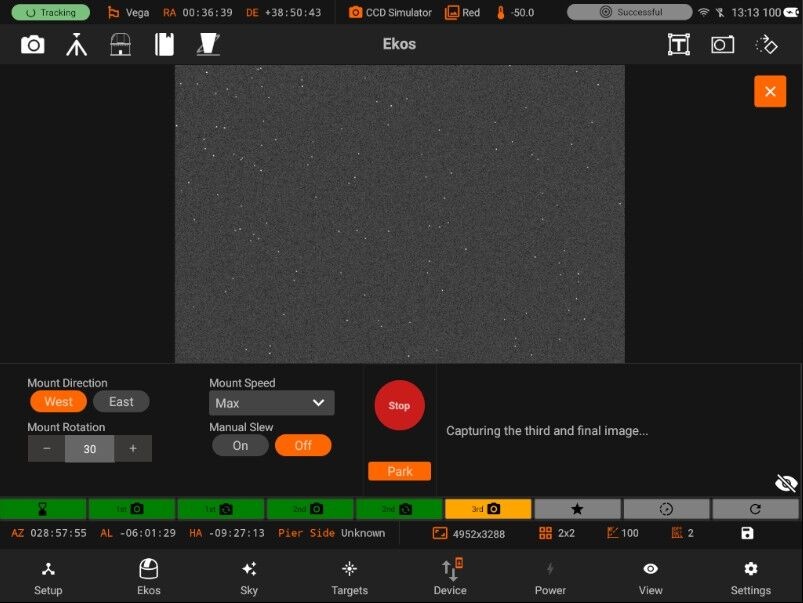 Tracking Vega RA 00:36:39 DE +38:50:43 CCD Simulator Red -50.0 Successful 13:13 100
Ekos
T
Mount Direction Mount Speed
West East Max
Mount Rotation Manual Slew Stop
− 30 + On Off Capturing the third and final image...
Park
1st 1st 2nd 2nd 3rd
AZ 028:57:55 AL -06:01:29 HA -09:27:13 Pier Side Unknown 4952x3288 2x2 100 2
Setup Ekos Sky Targets Device Power View Settings